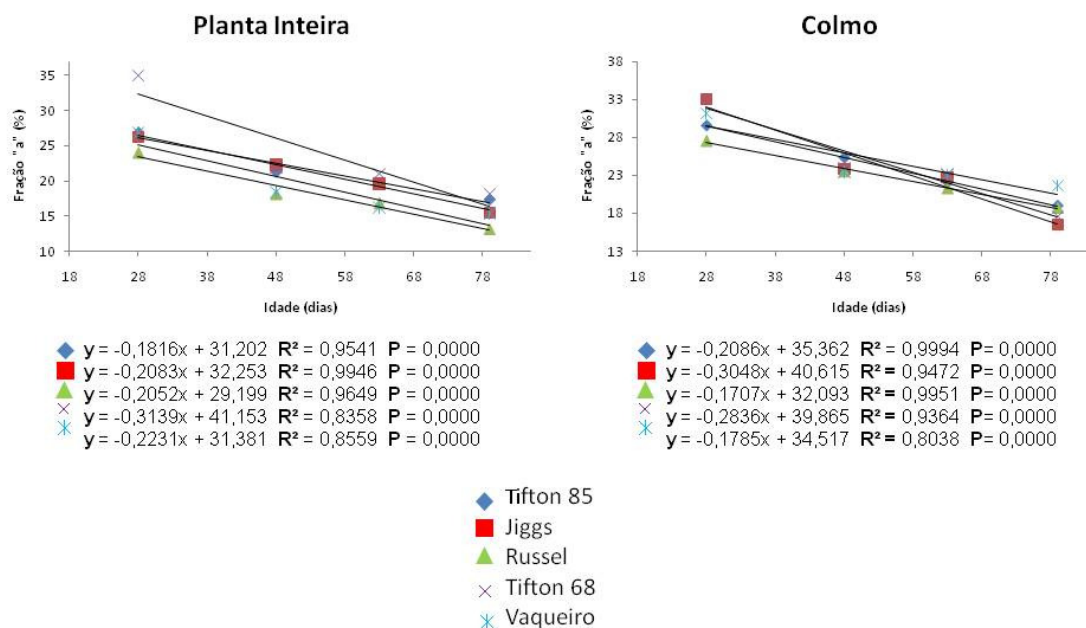 Planta Inteira
Fração "a" (%)
35
30
25
20
15
10
18 28 38 48 58 68 78
Idade (dias)
y = -0,1816x + 31,202 R² = 0,9541 P = 0,0000
y = -0,2083x + 32,253 R² = 0,9946 P = 0,0000
y = -0,2052x + 29,199 R² = 0,9649 P = 0,0000
y = -0,3139x + 41,153 R² = 0,8358 P = 0,0000
y = -0,2231x + 31,381 R² = 0,8559 P = 0,0000
Colmo
Fração "a" (%)
38
33
28
23
18
13
18 28 38 48 58 68 78
Idade (dias)
y = -0,2086x + 35,362 R² = 0,9994 P= 0,0000
y = -0,3048x + 40,615 R² = 0,9472 P= 0,0000
y = -0,1707x + 32,093 R² = 0,9951 P= 0,0000
y = -0,2836x + 39,865 R² = 0,9364 P= 0,0000
y = -0,1785x + 34,517 R² = 0,8038 P= 0,0000
Tifton 85
Jiggs
Russel
Tifton 68
Vaqueiro